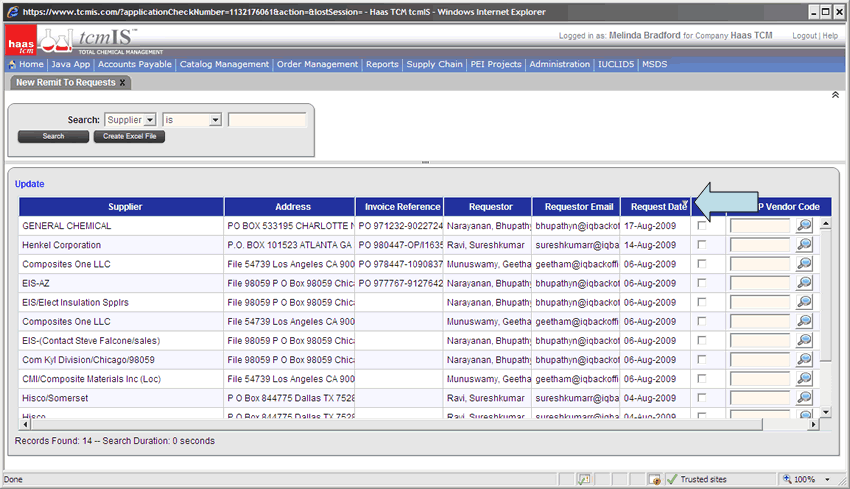 https://www.tcmis.com/?applicationCheckNumber=1132176061&action=&lostSession= - Haas TCM tcmIS - Windows Internet Explorer
haas tcm tcmIS™ TOTAL CHEMICAL MANAGEMENT
Logged in as: Melinda Bradford for Company Haas TCM Logout | Help
Home | Java App | Accounts Payable | Catalog Management | Order Management | Reports | Supply Chain | PEI Projects | Administration | IUCLID5 | MSDS
New Remit To Requests X
Search: Supplier is
Search Create Excel File
Update
Supplier Address Invoice Reference Requestor Requestor Email Request Date P Vendor Code
GENERAL CHEMICAL PO BOX 533195 CHARLOTTE N PO 971232-9022724 Narayanan, Bhupathy bhupathyn@iqbackoffi 17-Aug-2009
Henkel Corporation P.O. BOX 101523 ATLANTA GA PO 980447-OP/I1635 Ravi, Sureshkumar sureshkumarr@iqba 14-Aug-2009
Composites One LLC File 54739 Los Angeles CA 900 PO 978447-1090837 Munuswamy, Geetha geetham@iqbackoffi 06-Aug-2009
EIS-AZ File 98059 P O Box 98059 Chica PO 977767-9127642 Narayanan, Bhupathy bhupathyn@iqbackof 06-Aug-2009
EIS/Elect Insulation Spplrs File 98059 P O Box 98059 Chica Narayanan, Bhupathy bhupathyn@iqbackof 06-Aug-2009
Composites One LLC File 54739 Los Angeles CA 900 Munuswamy, Geetha geetham@iqbackoffi 06-Aug-2009
EIS-(Contact Steve Falcone/sales) File 98059 P O Box 98059 Chica Narayanan, Bhupathy bhupathyn@iqbackof 06-Aug-2009
Com Kyl Division/Chicago/98059 File 98059 P O Box 98059 Chica Narayanan, Bhupathy bhupathyn@iqbackof 06-Aug-2009
CMI/Composite Materials Inc (Loc) File 54739 Los Angeles CA 900 Munuswamy, Geetha geetham@iqbackoffi 06-Aug-2009
Hisco/Somerset P O Box 844775 Dallas TX 7528 Ravi, Sureshkumar sureshkumarr@iqba 04-Aug-2009
Hisco P O Box 844775 Dallas TX 7528 Ravi, Sureshkumar sureshkumarr@iqba 04-Aug-2009
Records Found: 14 -- Search Duration: 0 seconds
Done Trusted sites 100%